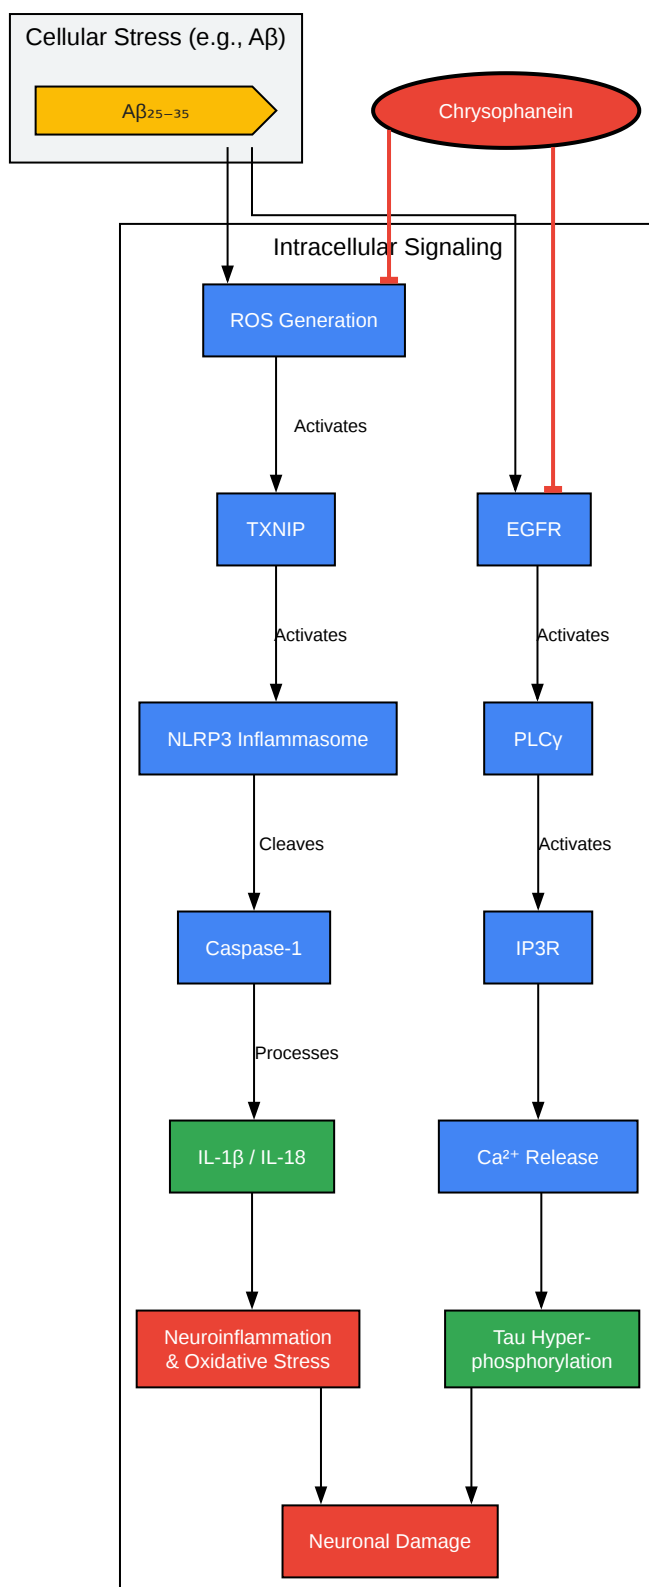 Cellular Stress (e.g., Aβ)
Aβ₂₅₋₃₅
Chrysophanein
Intracellular Signaling
ROS Generation
Activates
TXNIP
EGFR
Activates
Activates
NLRP3 Inflammasome
PLCγ
Cleaves
Activates
Caspase-1
IP3R
Processes
IL-1β / IL-18
Ca²⁺ Release
Neuroinflammation
& Oxidative Stress
Tau Hyper-
phosphorylation
Neuronal Damage